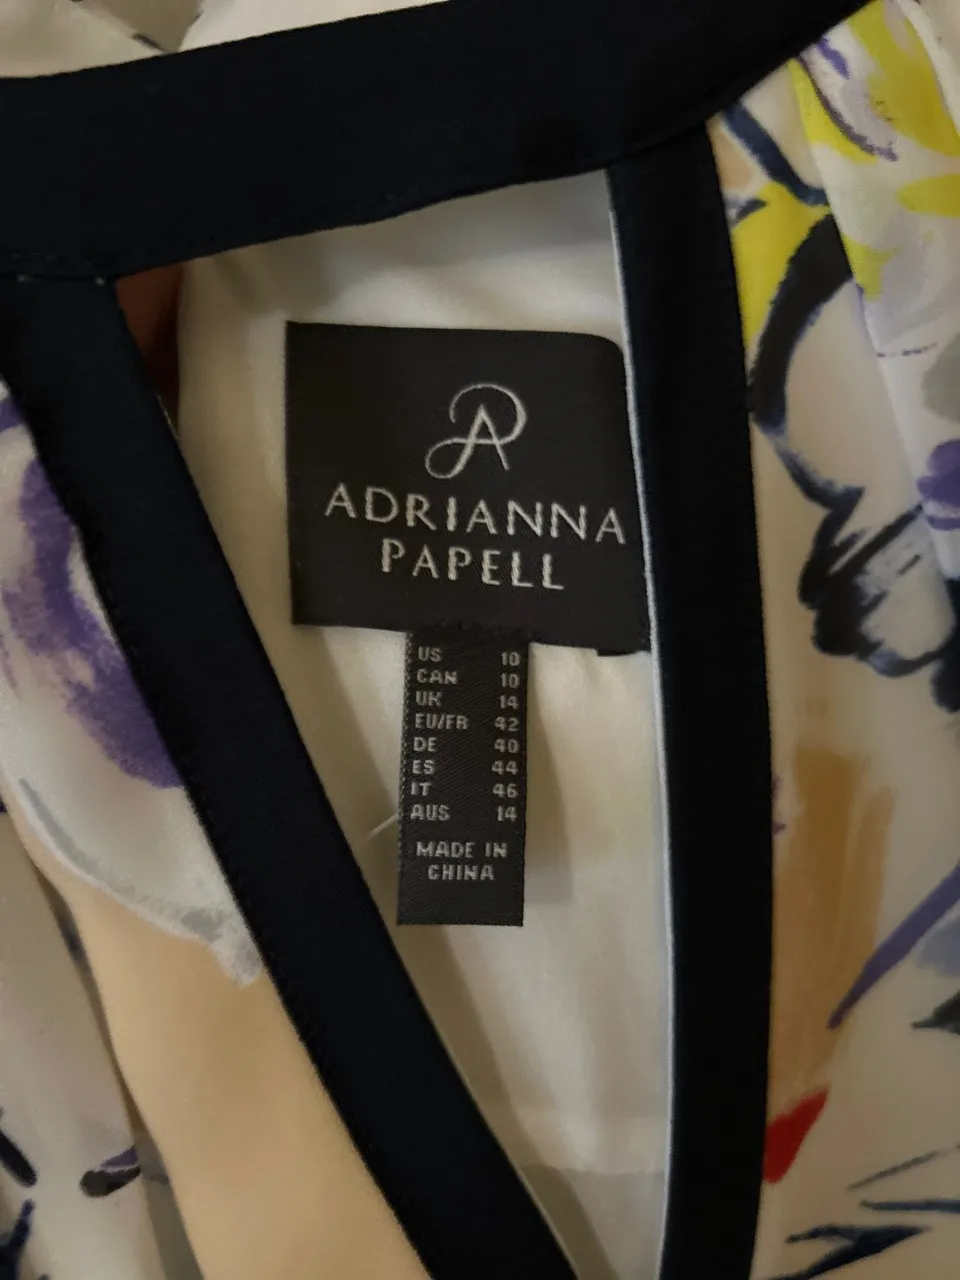 ADRIANNA
PAPELL
US 10
CAN 10
UK 14
EU/FR 42
DE 40
ES 44
IT 46
AUS 14
MADE IN
CHINA